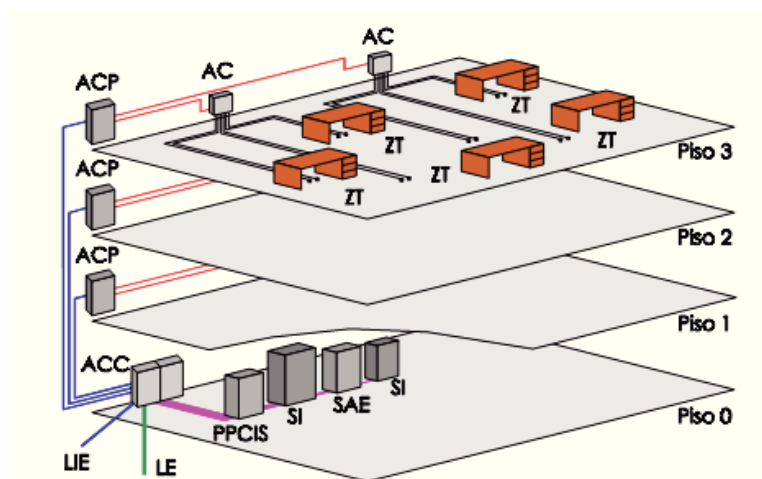 AC
AC
ACP
ZT
ZT
ZT
ZT
ZT
Piso 3
ACP
Piso 2
ACP
Piso 1
ACC
PPCIS
SI
SAE
SI
Piso 0
LIE
LE